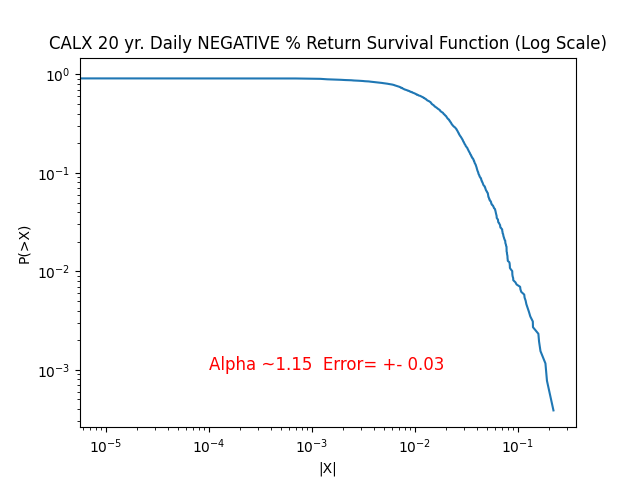 CALX 20 yr. Daily NEGATIVE % Return Survival Function (Log Scale)
P(>X)
10⁰
10⁻¹
10⁻²
10⁻³
Alpha ~1.15  Error= +- 0.03
10⁻⁵ 10⁻⁴ 10⁻³ 10⁻² 10⁻¹
|X|